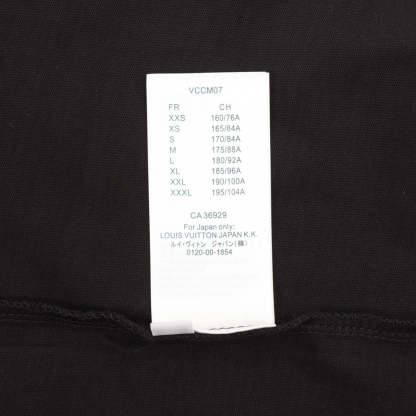 VCCM07
FR CH
XXS 160/76A
XS 165/84A
S 170/84A
M 175/88A
L 180/92A
XL 185/96A
XXL 190/100A
XXXL 195/104A
CA 36929
For Japan only:
LOUIS VUITTON JAPAN K.K.
ルイ・ヴィトン ジャパン(株)
0120-00-1854